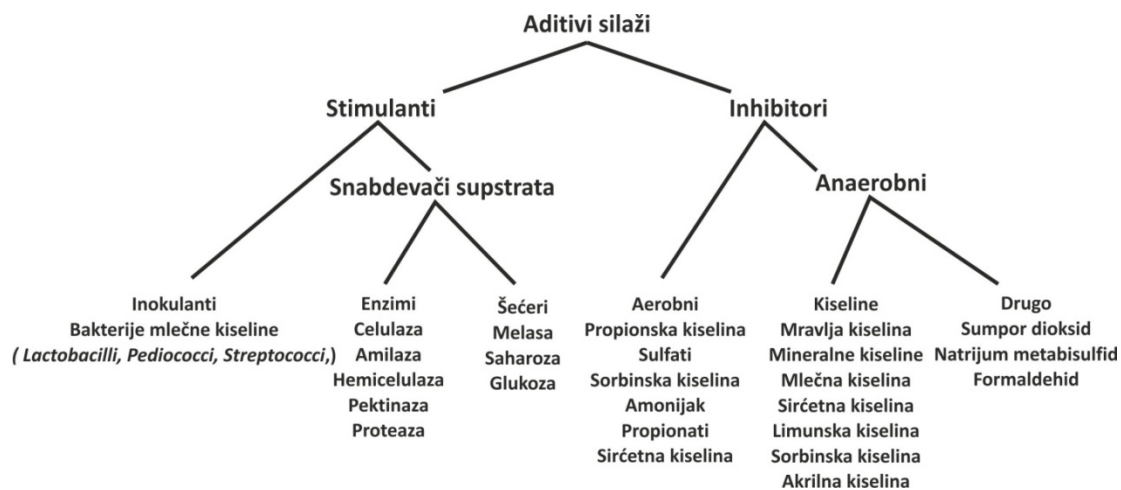 Aditivi silaži
Stimulanti
Inhibitori
Snabdevači supstrata
Anaerobni
Inokulanti
Bakterije mlečne kiseline
( Lactobacilli, Pediococci, Streptococci,)
Enzimi
Celulaza
Amilaza
Hemicelulaza
Pektinaza
Proteaza
Šećeri
Melasa
Saharoza
Glukoza
Aerobni
Propionska kiselina
Sulfati
Sorbinska kiselina
Amonijak
Propionati
Sirćetna kiselina
Kiseline
Mravlja kiselina
Mineralne kiseline
Mlečna kiselina
Sirćetna kiselina
Limunska kiselina
Sorbinska kiselina
Akrilna kiselina
Drugo
Sumpor dioksid
Natrijum metabisulfid
Formaldehid